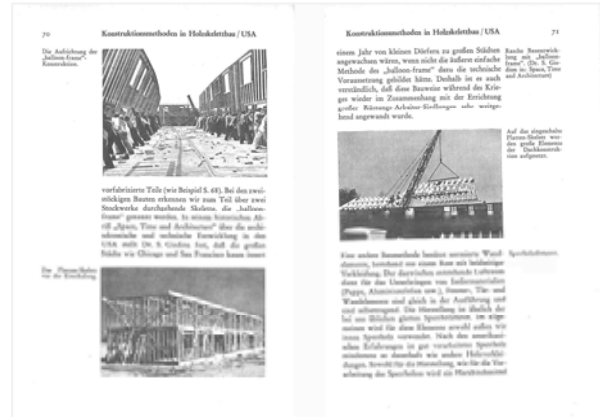 70
Konstruktionsmethoden in Holzskelettbau / USA
Die Aufrichtung der
„balloon-frame"-
Konstruktion.
vorfabrizierte Teile (wie Beispiel S. 68). Bei den zwei-
stöckigen Bauten erkennen wir zum Teil über zwei
Stockwerke durchgehende Skelette, die „balloon-
frame" genannt werden. In seinem historischen Ab-
riß „Space, Time and Architecture" über die archi-
tektonische und technische Entwicklung in den
USA stellt Dr. S. Giedion fest, daß die großen
Städte wie Chicago und San Francisco kaum innert
Das Platten-Skelett
vor der
Konstruktionsmethoden in Holzskelettbau / USA
71
einem Jahr von kleinen Dörfern zu großen Städten
angewachsen wären, wenn nicht die äußerst einfache
Methode des „balloon-frame" dazu die technische
Voraussetzung gebildet hätte. Deshalb ist es auch
verständlich, daß diese Bauweise während des Krie-
ges wieder im Zusammenhang mit der Errichtung
großer Rüstungs-Arbeiter-Siedlungen sehr weitge-
hend angewandt wurde.
Rasche Bauentwick-
lung mit „balloon-
frame". (Dr. S. Gie-
dion in: Space, Time
and Architecture)
Auf das eingeschalte
Platten-Skelett wer-
den große Elemente
der Dachkonstruk-
tion aufgesetzt.
Eine andere Baumethode benützt normierte Wand-
elemente, bestehend aus einem Rost mit beidseitiger
Verkleidung. Der dazwischen entstehende Luftraum
dient für das Unterbringen von Isoliermaterialien
(Pappe, Aluminiumfolien usw.), Fenster-, Tür- und
Wandelemente sind gleich in der Ausführung und
sind selbsttragend. Die Herstellung ist ähnlich der
bei uns üblichen glatten Sperrholztüren. Im allge-
meinen wird für diese Elemente sowohl außen wie
innen Sperrholz verwendet. Nach den amerikani-
schen Erfahrungen ist gut verarbeitetes Sperrholz
mindestens so dauerhaft wie andere Holzverklei-
dungen. Sowohl für die Herstellung, wie für die Ver-
arbeitung des Sperrholzes wird ein